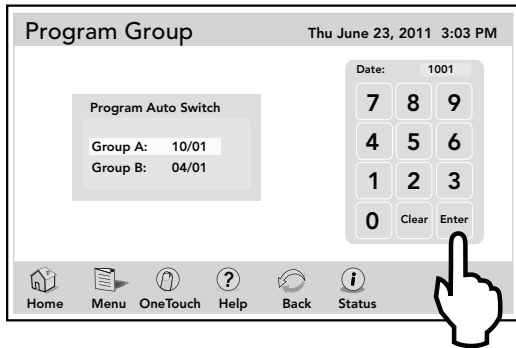 Program Group
Thu June 23, 2011 3:03 PM
Date: 1001
Program Auto Switch
Group A: 10/01
Group B: 04/01
7 8 9
4 5 6
1 2 3
0 Clear Enter
Home Menu OneTouch Help Back Status